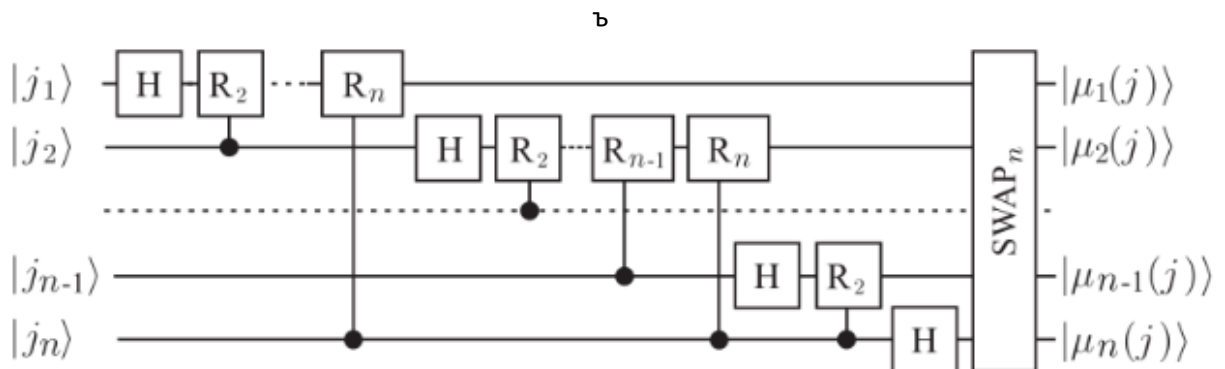 ъ
|j₁⟩ H R₂ Rₙ |μ₁(j)⟩
|j₂⟩ H R₂ Rₙ₋₁ Rₙ |μ₂(j)⟩
SWAPₙ
|jₙ₋₁⟩ H R₂ |μₙ₋₁(j)⟩
|jₙ⟩ H |μₙ(j)⟩